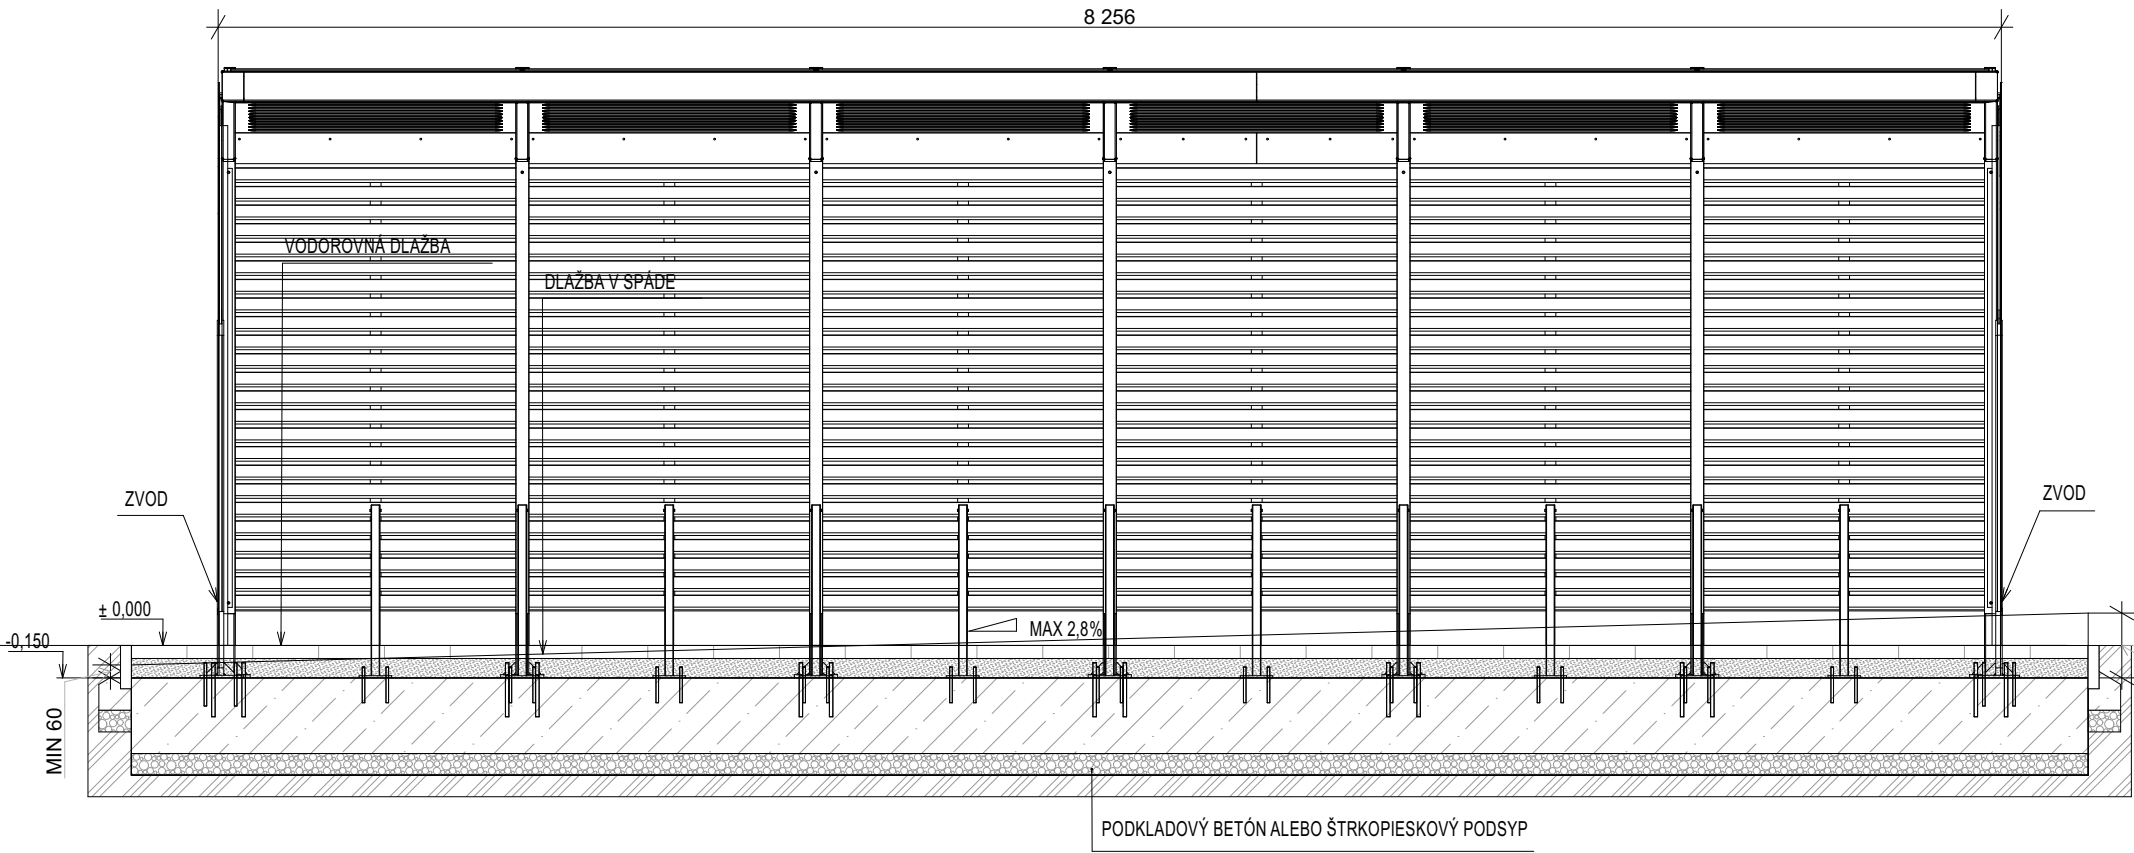 8 256
VODOROVNÁ DLAŽBA
DLAŽBA V SPÁDE
ZVOD
ZVOD
± 0,000
-0,150
MAX 2,8%
MIN 60
PODKLADOVÝ BETÓN ALEBO ŠTRKOPIESKOVÝ PODSYP